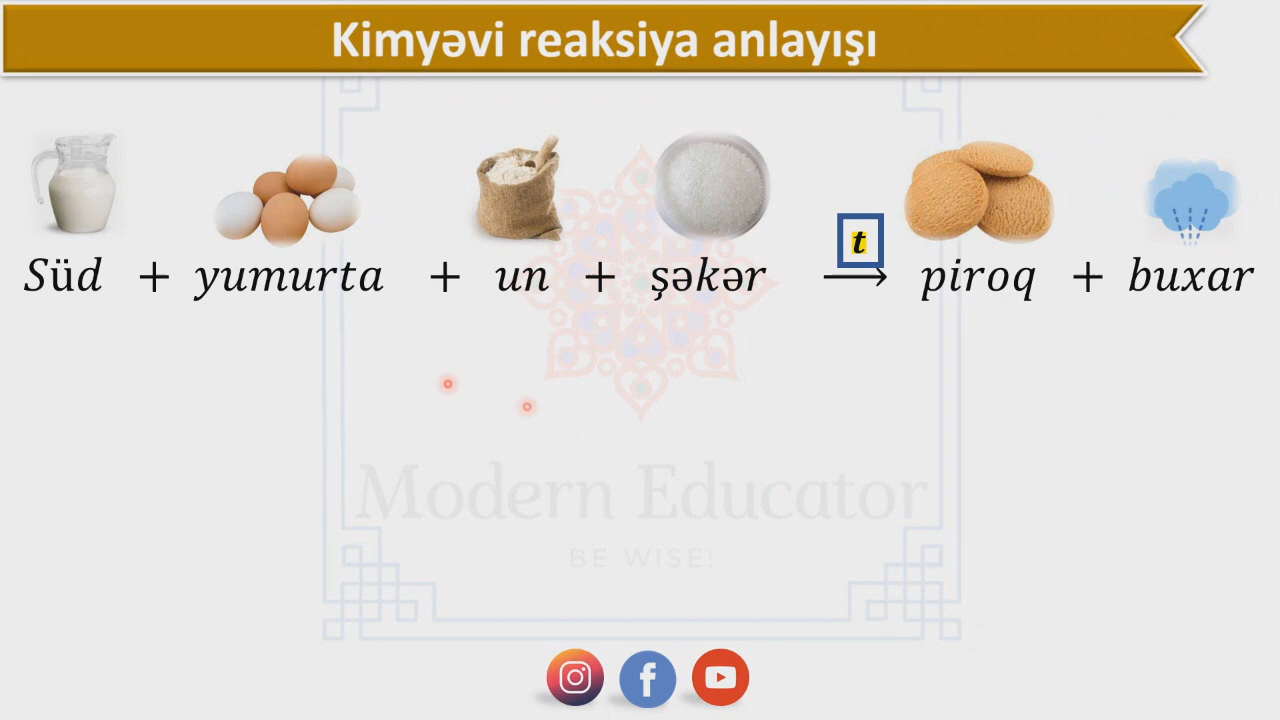 Kimyəvi reaksiya anlayışı
t
Süd + yumurta + un + şəkər ⟶ piroq + buxar
Modern Educator
BE WISE!